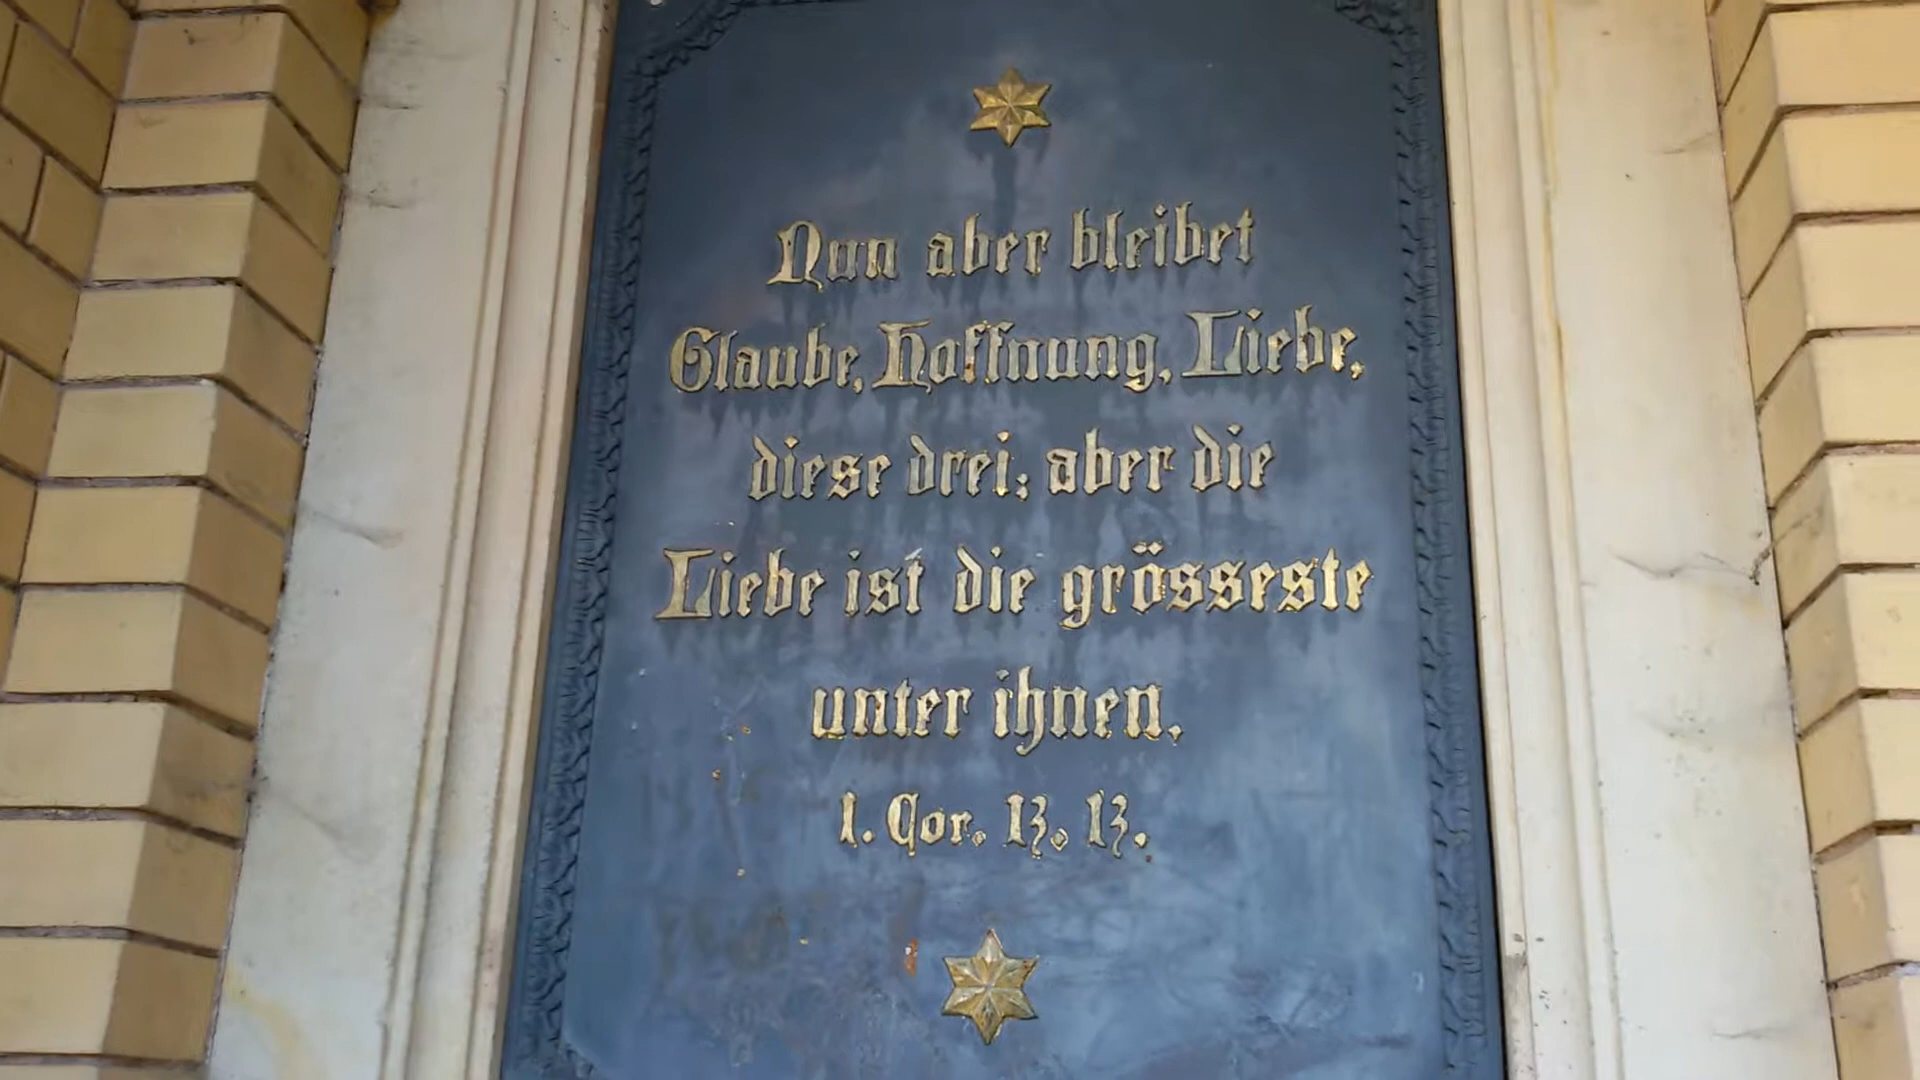 Nun aber bleibet
Glaube, Hoffnung, Liebe,
diese drei; aber die
Liebe ist die grösseste
unter ihnen.
1. Cor. 13. 13.